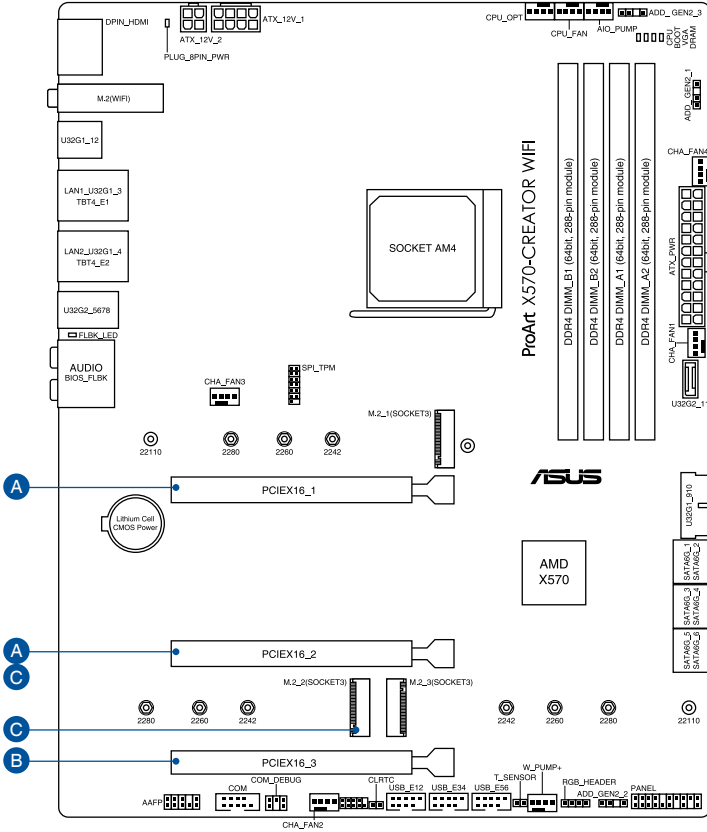 DPIN_HDMI
ATX_12V_2
ATX_12V_1
PLUG_8PIN_PWR
CPU_OPT
CPU_FAN
AIO_PUMP
ADD_GEN2_3
CPU
BOOT
VGA
DRAM
M.2(WIFI)
ADD_GEN2_1
U32G1_12
CHA_FAN4
LAN1_U32G1_3
TBT4_E1
LAN2_U32G1_4
TBT4_E2
SOCKET AM4
ProArt X570-CREATOR WIFI
DDR4 DIMM_B1 (64bit, 288-pin module)
DDR4 DIMM_B2 (64bit, 288-pin module)
DDR4 DIMM_A1 (64bit, 288-pin module)
DDR4 DIMM_A2 (64bit, 288-pin module)
ATX_PWR
U32G2_5678
FLBK_LED
AUDIO
BIOS_FLBK
CHA_FAN1
CHA_FAN3
SPI_TPM
U32G2_11
M.2_1(SOCKET3)
22110
2280
2260
2242
ASUS
A
PCIEX16_1
Lithium Cell
CMOS Power
U32G1_910
AMD
X570
SATA6G_1
SATA6G_2
SATA6G_3
SATA6G_4
SATA6G_5
SATA6G_6
A
C
PCIEX16_2
M.2_2(SOCKET3)
M.2_3(SOCKET3)
2280
2260
2242
2242
2260
2280
22110
C
B
PCIEX16_3
AAFP
COM
COM_DEBUG
CHA_FAN2
CLRTC
USB_E12
USB_E34
USB_E56
T_SENSOR
W_PUMP+
RGB_HEADER
ADD_GEN2_2
PANEL